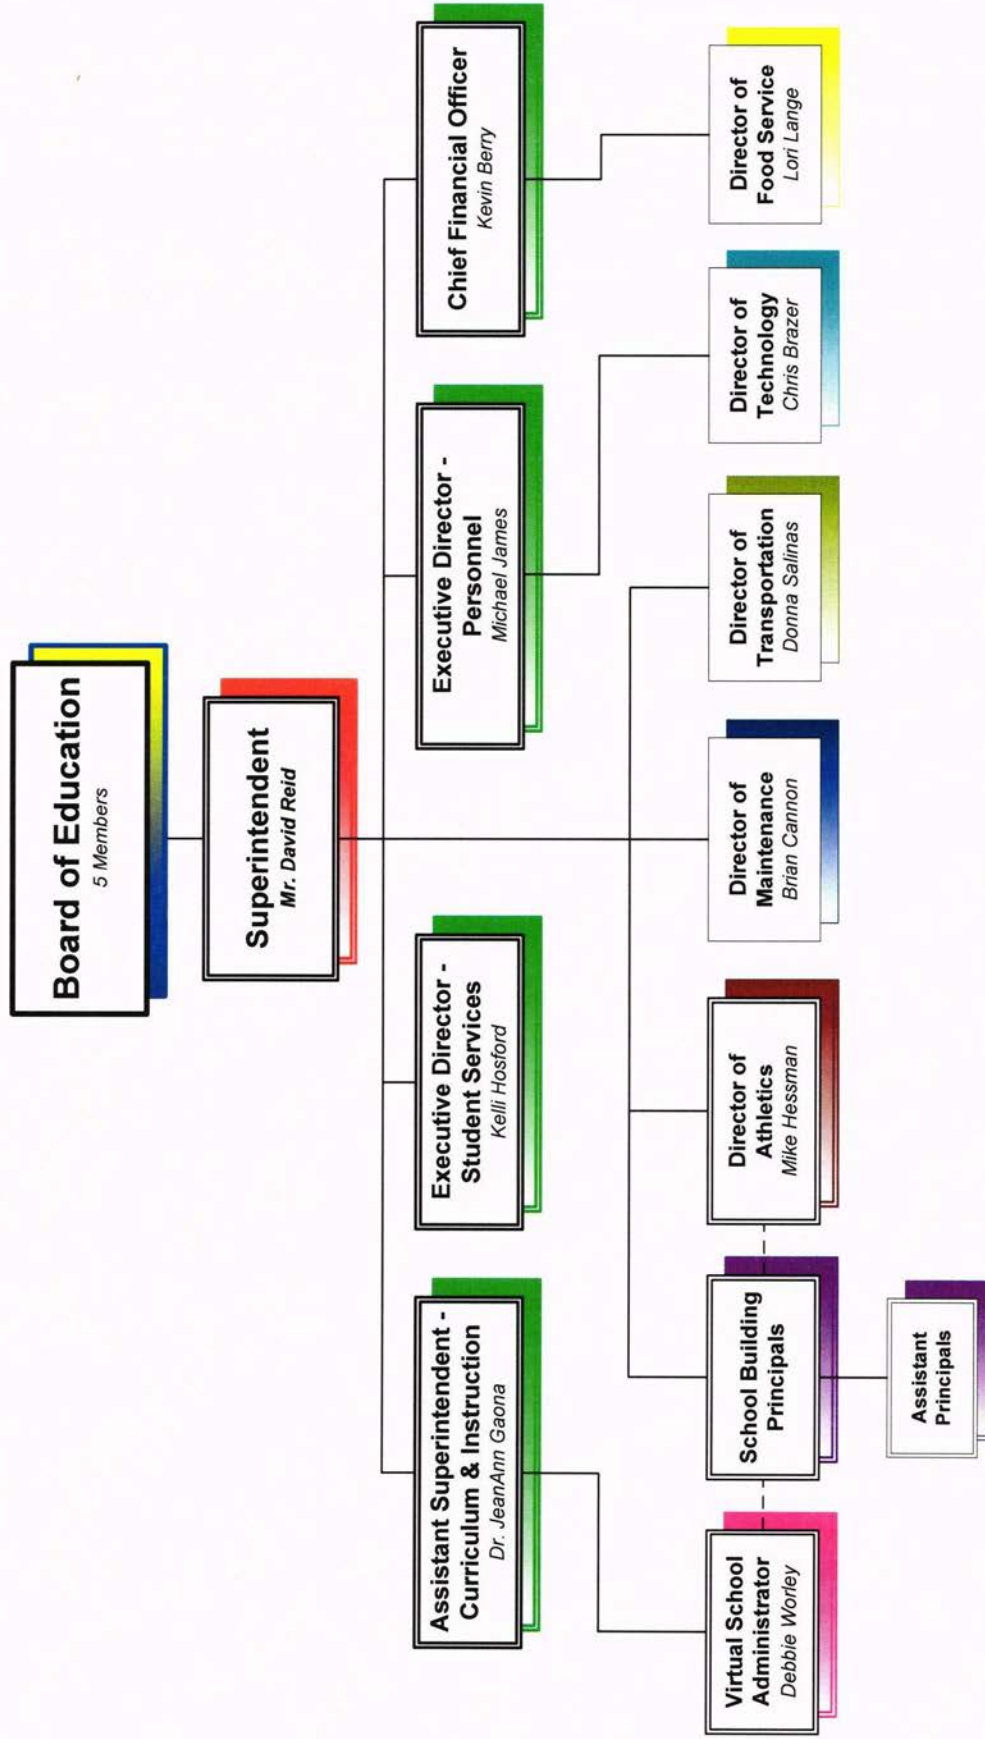 Board of Education
5 Members
Superintendent
Mr. David Reid
Assistant Superintendent -
Curriculum & Instruction
Dr. JeanAnn Gaona
Executive Director -
Student Services
Kelli Hosford
Executive Director -
Personnel
Michael James
Chief Financial Officer
Kevin Berry
Virtual School
Administrator
Debbie Worley
School Building
Principals
Director of
Athletics
Mike Hessman
Director of
Maintenance
Brian Cannon
Director of
Transportation
Donna Salinas
Director of
Technology
Chris Brazer
Director of
Food Service
Lori Lange
Assistant
Principals